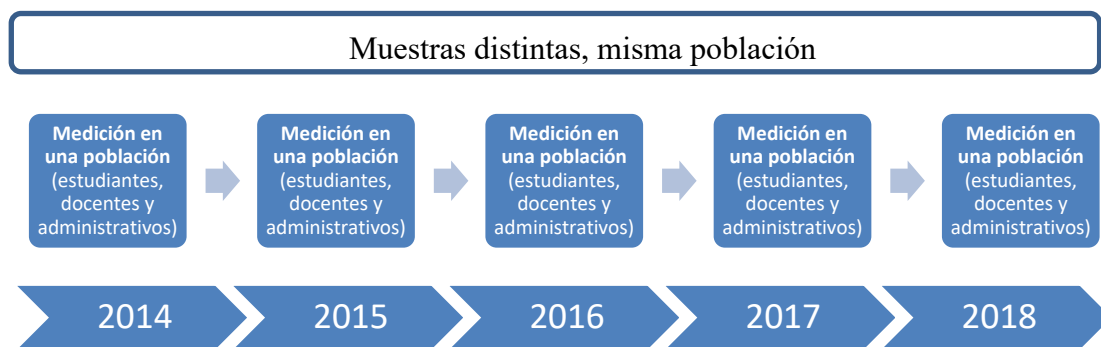 Muestras distintas, misma población
Medición en
una población
(estudiantes,
docentes y
administrativos)
Medición en
una población
(estudiantes,
docentes y
administrativos)
Medición en
una población
(estudiantes,
docentes y
administrativos)
Medición en
una población
(estudiantes,
docentes y
administrativos)
Medición en
una población
(estudiantes,
docentes y
administrativos)
2014
2015
2016
2017
2018